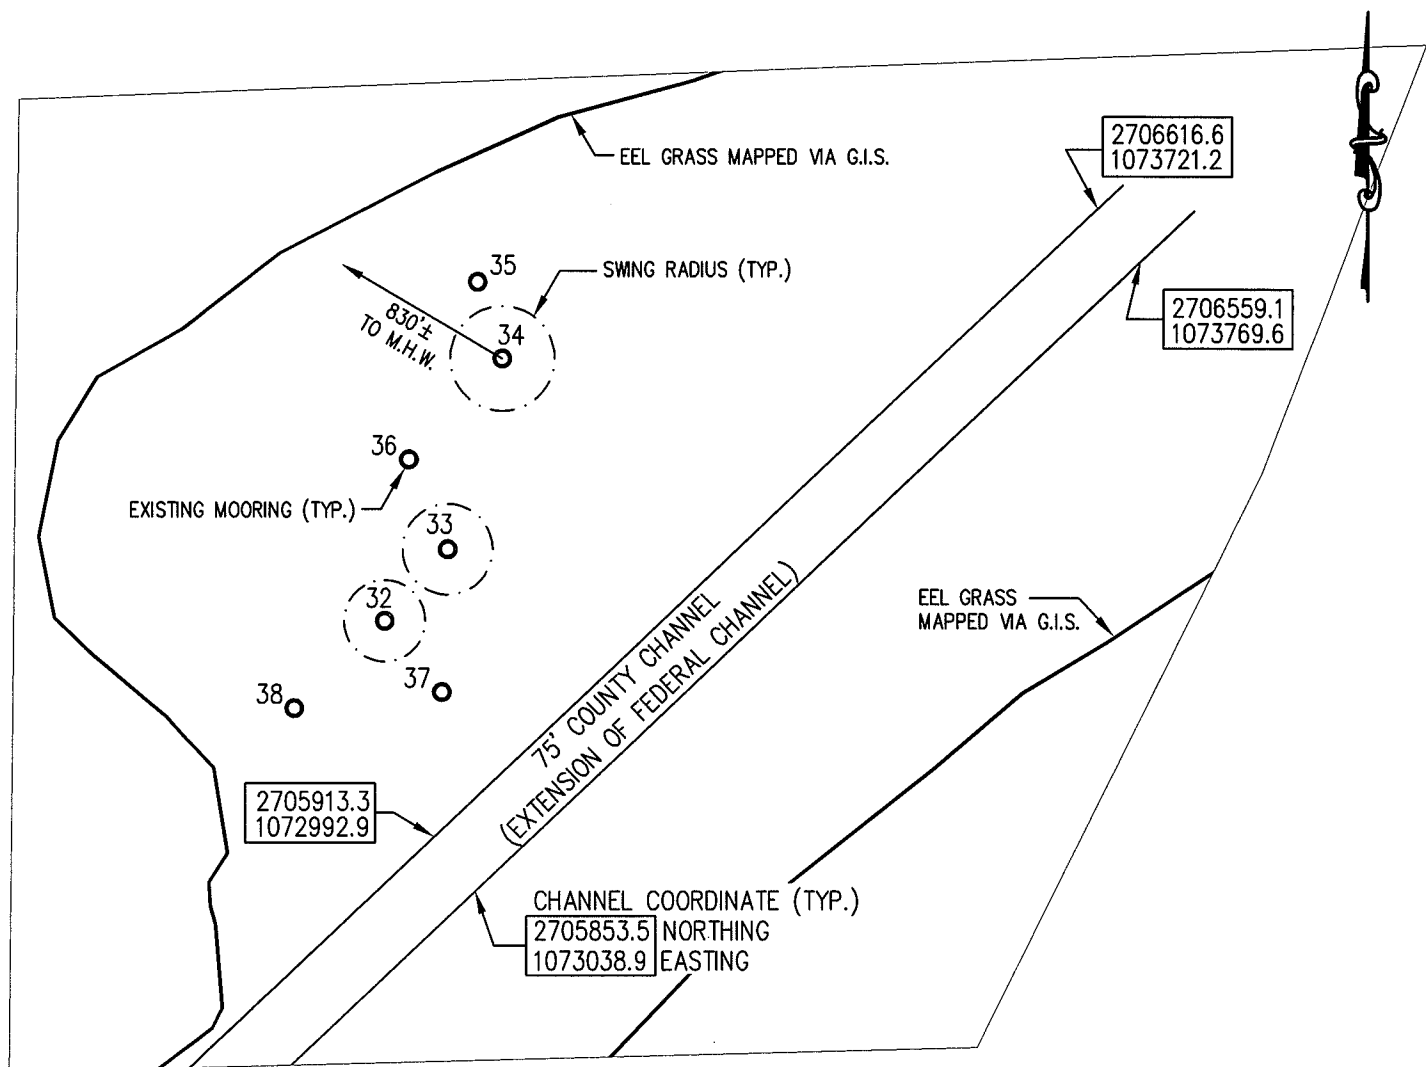 2706616.6
1073721.2
EEL GRASS MAPPED VIA G.I.S.
35
SWING RADIUS (TYP.)
830'±
TO M.H.W.
34
2706559.1
1073769.6
36
EXISTING MOORING (TYP.)
33
32
EEL GRASS
MAPPED VIA G.I.S.
37
38
75' COUNTY CHANNEL
(EXTENSION OF FEDERAL CHANNEL)
2705913.3
1072992.9
CHANNEL COORDINATE (TYP.)
2705853.5 NORTHING
1073038.9 EASTING